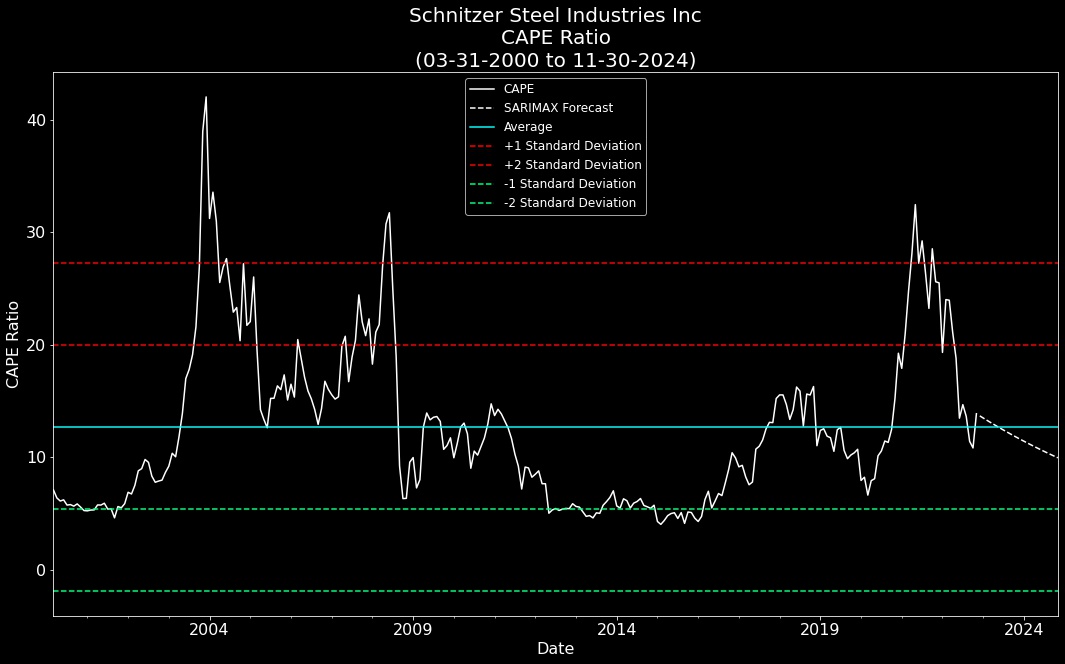 Schnitzer Steel Industries Inc
CAPE Ratio
(03-31-2000 to 11-30-2024)
CAPE
SARIMAX Forecast
Average
+1 Standard Deviation
+2 Standard Deviation
-1 Standard Deviation
-2 Standard Deviation
CAPE Ratio
40
30
20
10
0
2004 2009 2014 2019 2024
Date